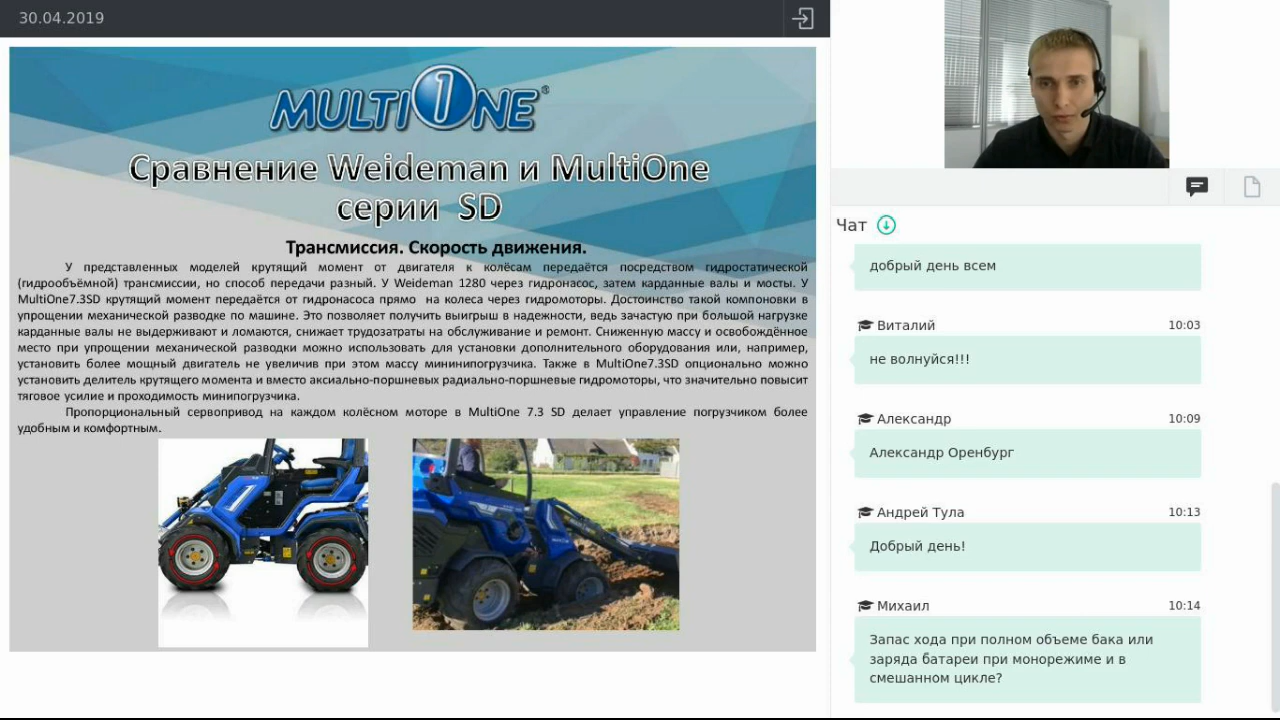 30.04.2019
MULTI1NE®
Сравнение Weideman и MultiOne
серии SD
Трансмиссия. Скорость движения.
У представленных моделей крутящий момент от двигателя к колёсам передаётся посредством гидростатической
(гидрообъёмной) трансмиссии, но способ передачи разный. У Weideman 1280 через гидронасос, затем карданные валы и мосты. У
MultiOne7.3SD крутящий момент передаётся от гидронасоса прямо на колеса через гидромоторы. Достоинство такой компоновки в
упрощении механической разводке по машине. Это позволяет получить выигрыш в надежности, ведь зачастую при большой нагрузке
карданные валы не выдерживают и ломаются, снижает трудозатраты на обслуживание и ремонт. Сниженную массу и освобождённое
место при упрощении механической разводки можно использовать для установки дополнительного оборудования или, например,
установить более мощный двигатель не увеличив при этом массу мининипогрузчика. Также в MultiOne7.3SD опционально можно
установить делитель крутящего момента и вместо аксиально-поршневых радиально-поршневые гидромоторы, что значительно повысит
тяговое усилие и проходимость минипогрузчика.
Пропорциональный сервопривод на каждом колёсном моторе в MultiOne 7.3 SD делает управление погрузчиком более
удобным и комфортным.
Чат
добрый день всем
Виталий 10:03
не волнуйся!!!
Александр 10:09
Александр Оренбург
Андрей Тула 10:13
Добрый день!
Михаил 10:14
Запас хода при полном объеме бака или
заряда батареи при монорежиме и в
смешанном цикле?